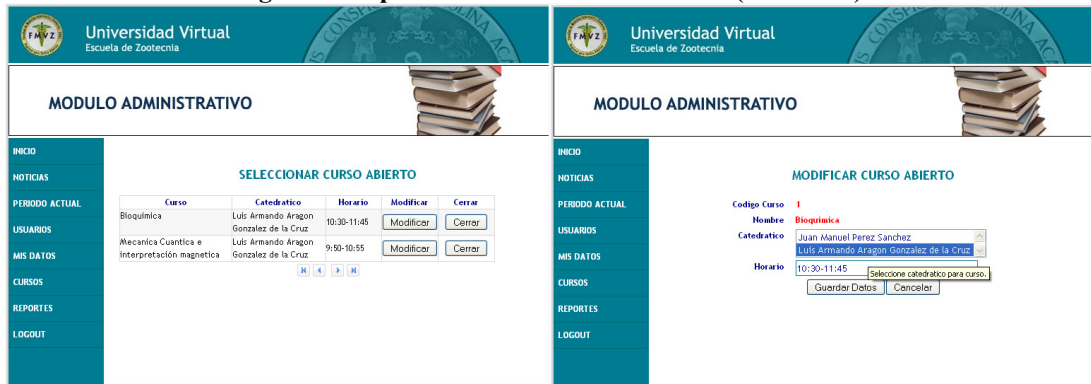 FMVZ
Universidad Virtual
Escuela de Zootecnia
MODULO ADMINISTRATIVO
INICIO
NOTICIAS
PERIODO ACTUAL
USUARIOS
MIS DATOS
CURSOS
REPORTES
LOGOUT
SELECCIONAR CURSO ABIERTO
Curso Catedratico Horario Modificar Cerrar
Bioquimica Luis Armando Aragon Gonzalez de la Cruz 10:30-11:45 Modificar Cerrar
Mecanica Cuantica e interpretación magnetica Luis Armando Aragon Gonzalez de la Cruz 9:50-10:55 Modificar Cerrar
FMVZ
Universidad Virtual
Escuela de Zootecnia
MODULO ADMINISTRATIVO
INICIO
NOTICIAS
PERIODO ACTUAL
USUARIOS
MIS DATOS
CURSOS
REPORTES
LOGOUT
MODIFICAR CURSO ABIERTO
Codigo Curso 1
Nombre Bioquimica
Catedratico Juan Manuel Perez Sanchez
Luis Armando Aragon Gonzalez de la Cruz
Horario 10:30-11:45
Seleccione catedratico para curso.
Guardar Datos Cancelar